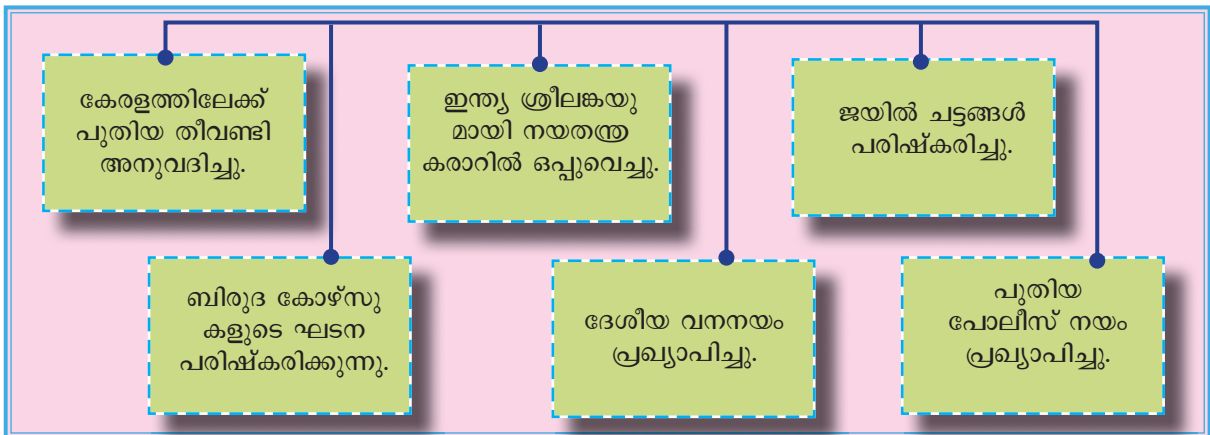 കേരളത്തിലേക്ക്
പുതിയ തീവണ്ടി
അനുവദിച്ചു.
ഇന്ത്യ ശ്രീലങ്കയു
മായി നയതന്ത്ര
കരാറിൽ ഒപ്പുവെച്ചു.
ജയിൽ ചട്ടങ്ങൾ
പരിഷ്കരിച്ചു.
ബിരുദ കോഴ്സു
കളുടെ ഘടന
പരിഷ്കരിക്കുന്നു.
ദേശീയ വനനയം
പ്രഖ്യാപിച്ചു.
പുതിയ
പോലീസ് നയം
പ്രഖ്യാപിച്ചു.